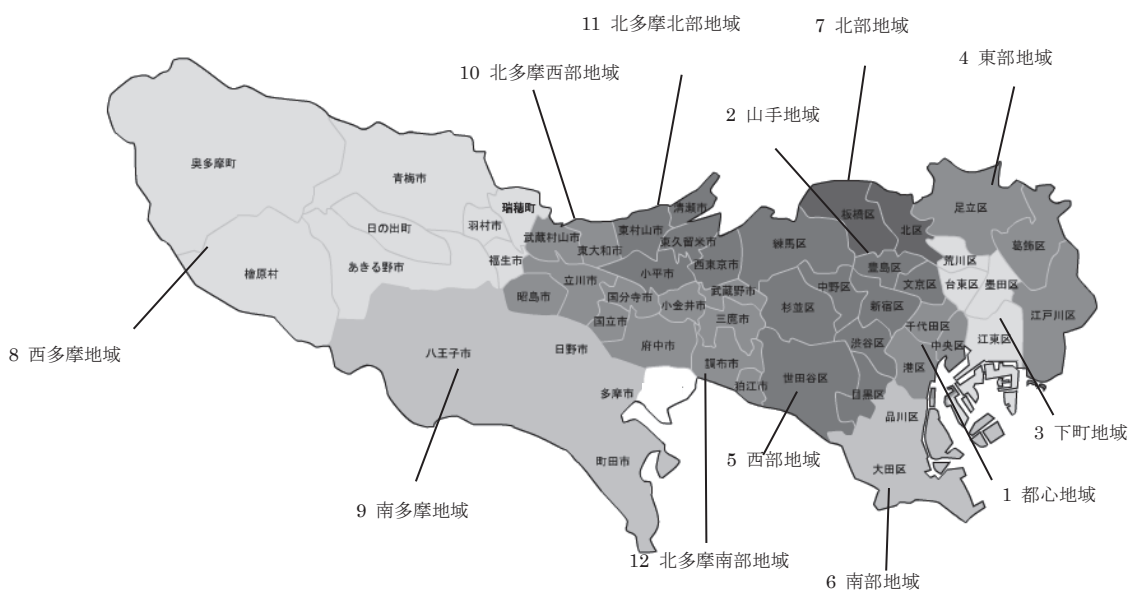 11 北多摩北部地域
7 北部地域
4 東部地域
10 北多摩西部地域
2 山手地域
奥多摩町
青梅市
瑞穂町
清瀬市
板橋区
足立区
羽村市
日の出町
武蔵村山市
東村山市
東久留米市
練馬区
北区
葛飾区
東大和市
福生市
あきる野市
檜原村
小平市
西東京市
豊島区
荒川区
立川市
昭島市
国分寺市
武蔵野市
中野区
文京区
台東区
墨田区
小金井市
杉並区
新宿区
江戸川区
国立市
三鷹市
千代田区
府中市
渋谷区
中央区
江東区
8 西多摩地域
八王子市
日野市
調布市
世田谷区
港区
多摩市
狛江市
目黒区
品川区
3 下町地域
町田市
5 西部地域
大田区
1 都心地域
9 南多摩地域
12 北多摩南部地域
6 南部地域